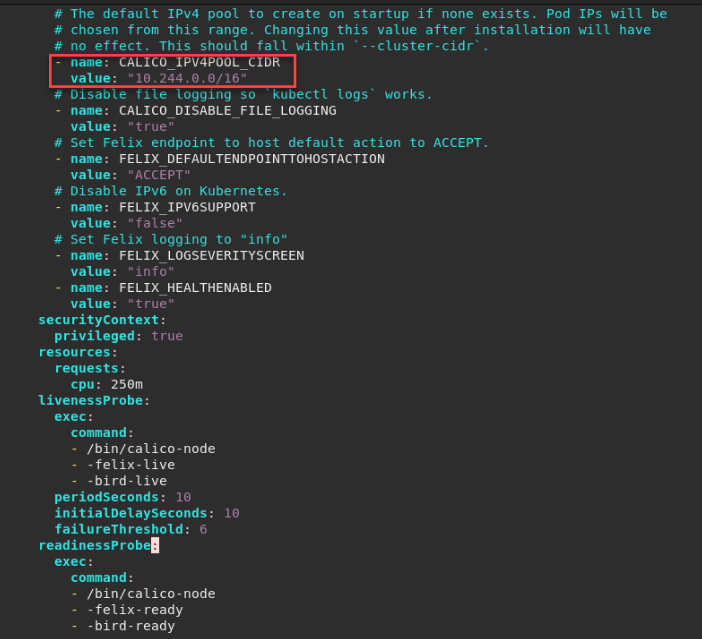 # The default IPv4 pool to create on startup if none exists. Pod IPs will be
# chosen from this range. Changing this value after installation will have
# no effect. This should fall within `--cluster-cidr`.
- name: CALICO_IPV4POOL_CIDR
value: "10.244.0.0/16"
# Disable file logging so `kubectl logs` works.
- name: CALICO_DISABLE_FILE_LOGGING
value: "true"
# Set Felix endpoint to host default action to ACCEPT.
- name: FELIX_DEFAULTENDPOINTTOHOSTACTION
value: "ACCEPT"
# Disable IPv6 on Kubernetes.
- name: FELIX_IPV6SUPPORT
value: "false"
# Set Felix logging to "info"
- name: FELIX_LOGSEVERITYSCREEN
value: "info"
- name: FELIX_HEALTHENABLED
value: "true"
securityContext:
privileged: true
resources:
requests:
cpu: 250m
livenessProbe:
exec:
command:
- /bin/calico-node
- -felix-live
- -bird-live
periodSeconds: 10
initialDelaySeconds: 10
failureThreshold: 6
readinessProbe:
exec:
command:
- /bin/calico-node
- -felix-ready
- -bird-ready